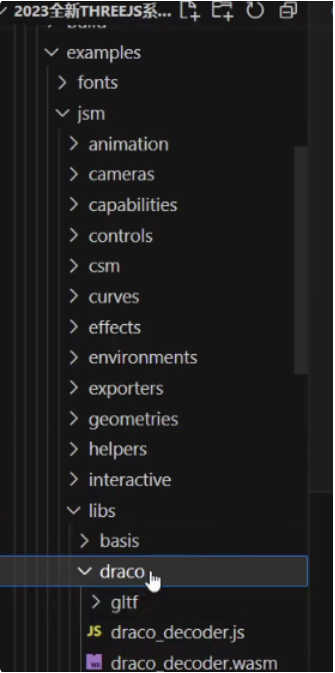 2023全新THREEJS系...
build
examples
fonts
jsm
animation
cameras
capabilities
controls
csm
curves
effects
environments
exporters
geometries
helpers
interactive
libs
basis
draco
gltf
JS draco_decoder.js
draco_decoder.wasm